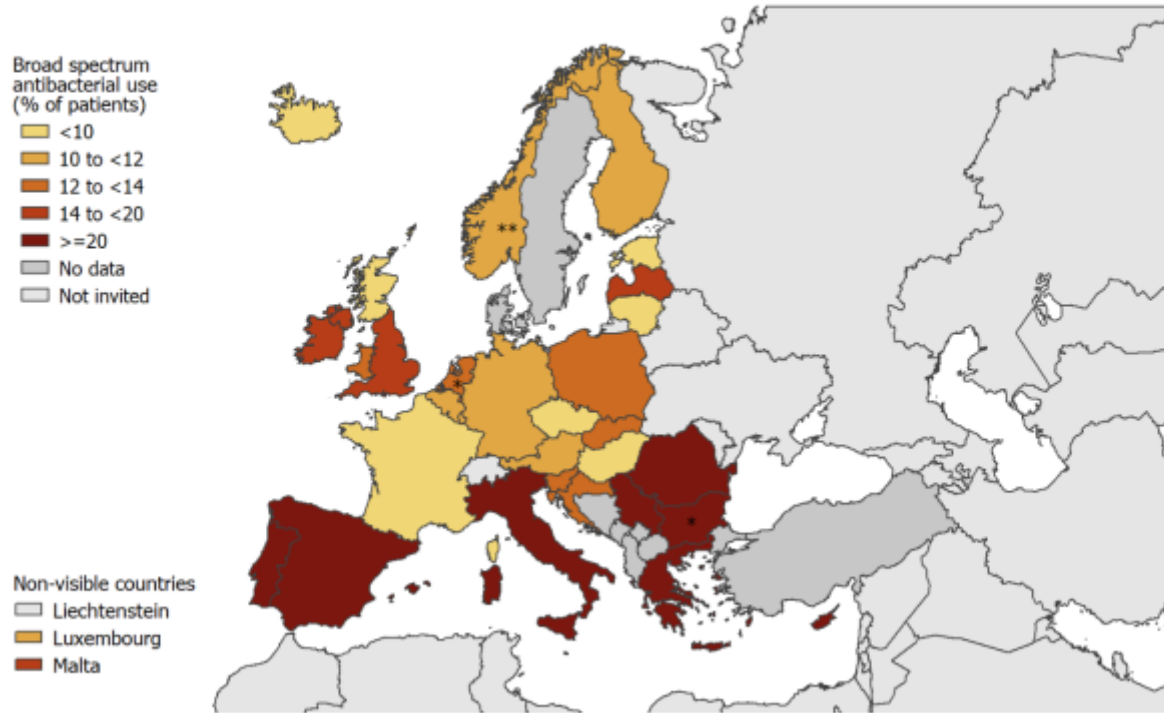 Broad spectrum
antibacterial use
(% of patients)
<10
10 to <12
12 to <14
14 to <20
>=20
No data
Not invited
**
*
*
Non-visible countries
Liechtenstein
Luxembourg
Malta